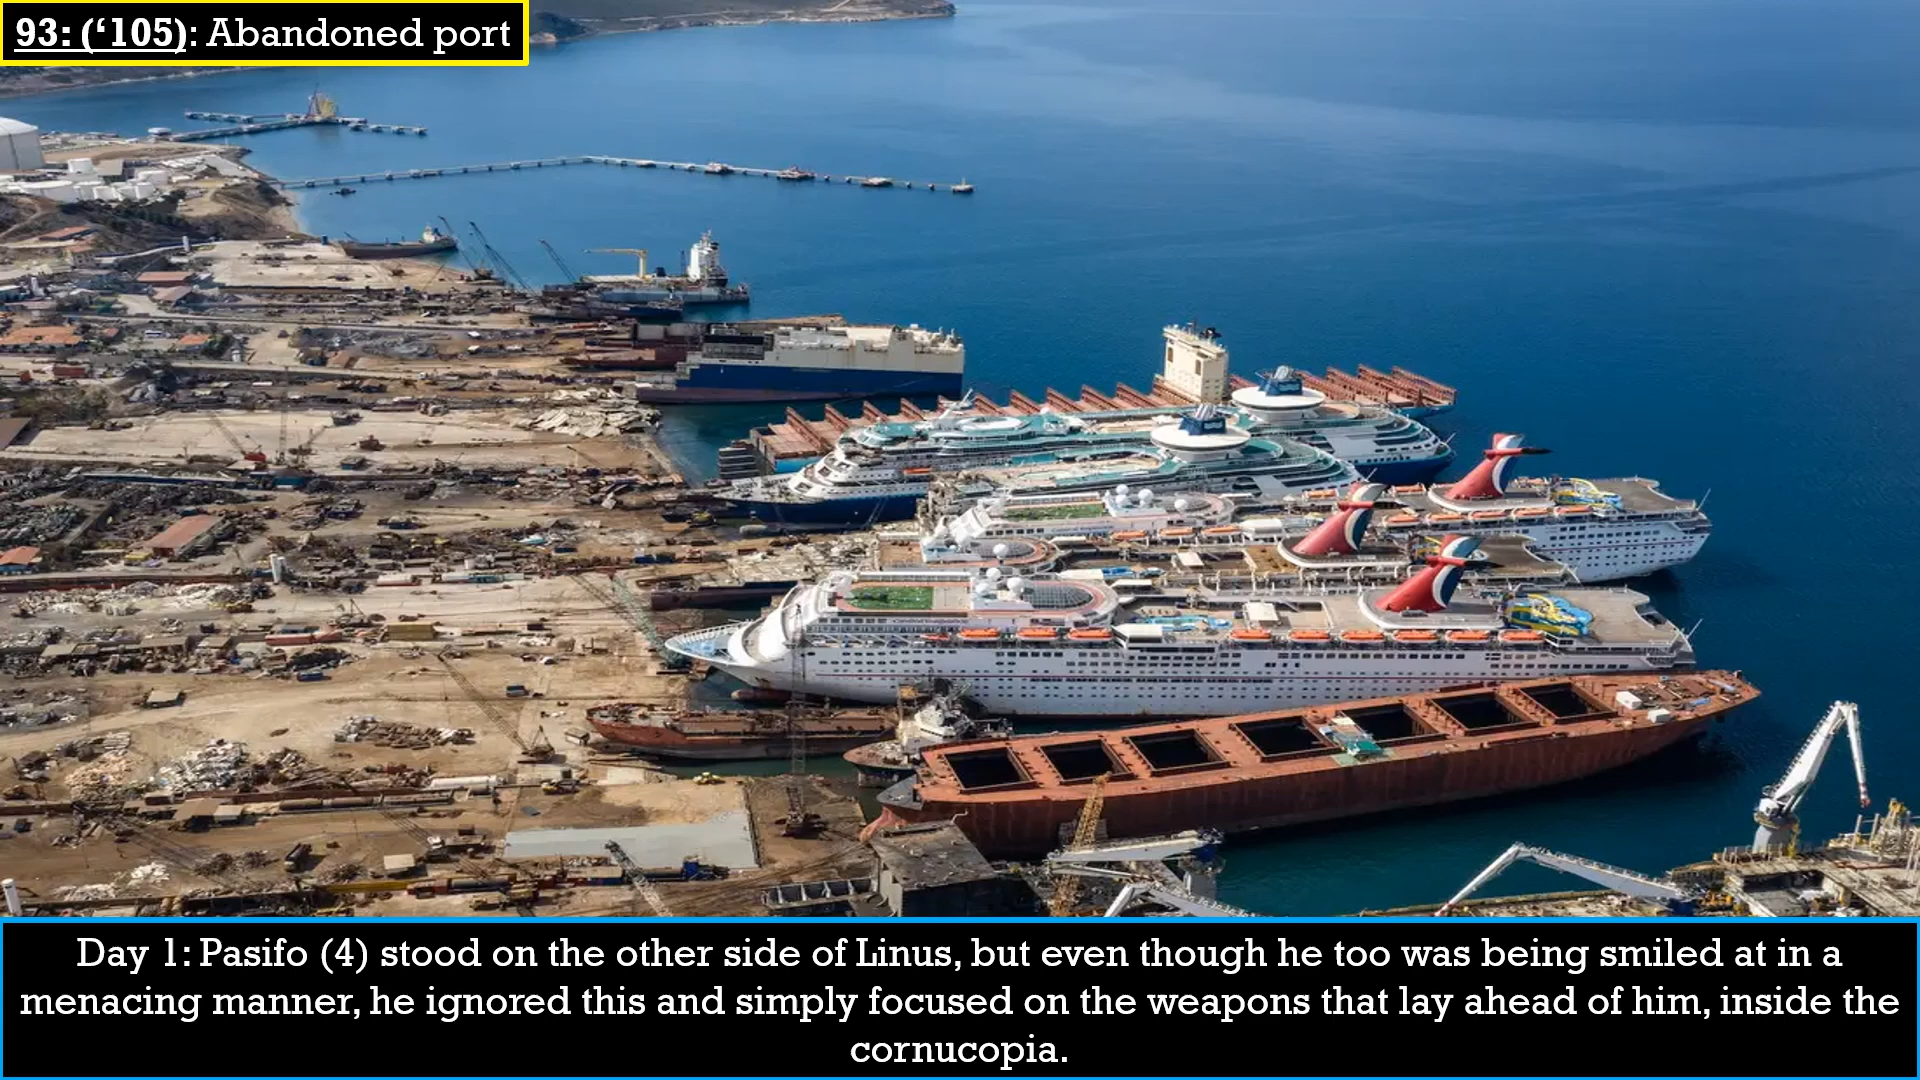 93: (‘105): Abandoned port
Day 1: Pasifo (4) stood on the other side of Linus, but even though he too was being smiled at in a
menacing manner, he ignored this and simply focused on the weapons that lay ahead of him, inside the
cornucopia.